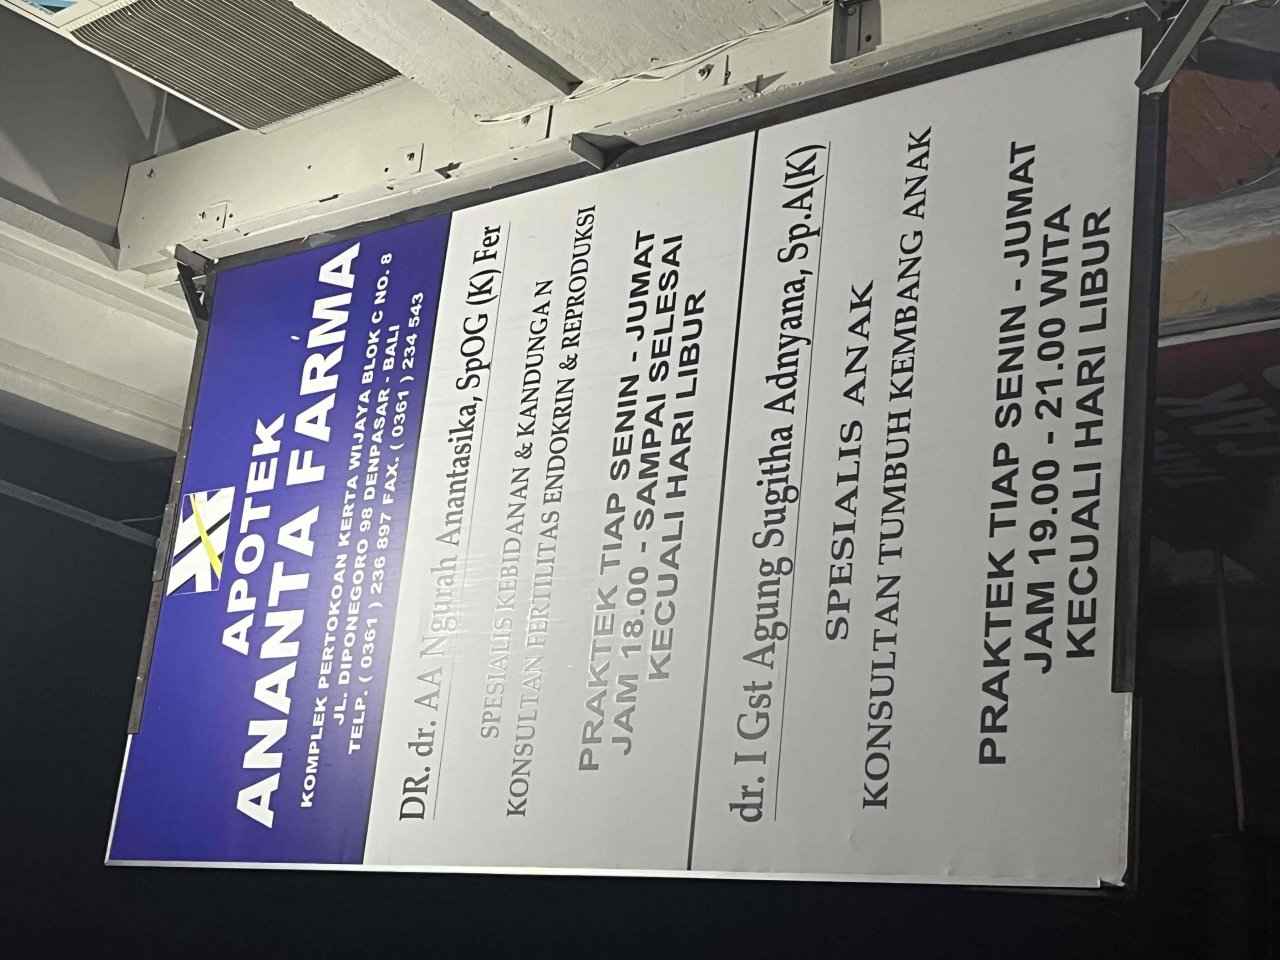 APOTEK
ANANTA FARMA
KOMPLEK PERTOKOAN KERTA WIJAYA BLOK C NO. 8
JL. DIPONEGORO 98 DENPASAR - BALI
TELP. ( 0361 ) 236 897 FAX. ( 0361 ) 234 543
DR. dr. AA Ngurah Anantasika, SpOG (K) Fer
SPESIALIS KEBIDANAN & KANDUNGAN
KONSULTAN FERTILITAS ENDOKRIN & REPRODUKSI
PRAKTEK TIAP SENIN - JUMAT
JAM 18.00 - SAMPAI SELESAI
KECUALI HARI LIBUR
dr. I Gst Agung Sugitha Adnyana, Sp.A(K)
SPESIALIS ANAK
KONSULTAN TUMBUH KEMBANG ANAK
PRAKTEK TIAP SENIN - JUMAT
JAM 19.00 - 21.00 WITA
KECUALI HARI LIBUR